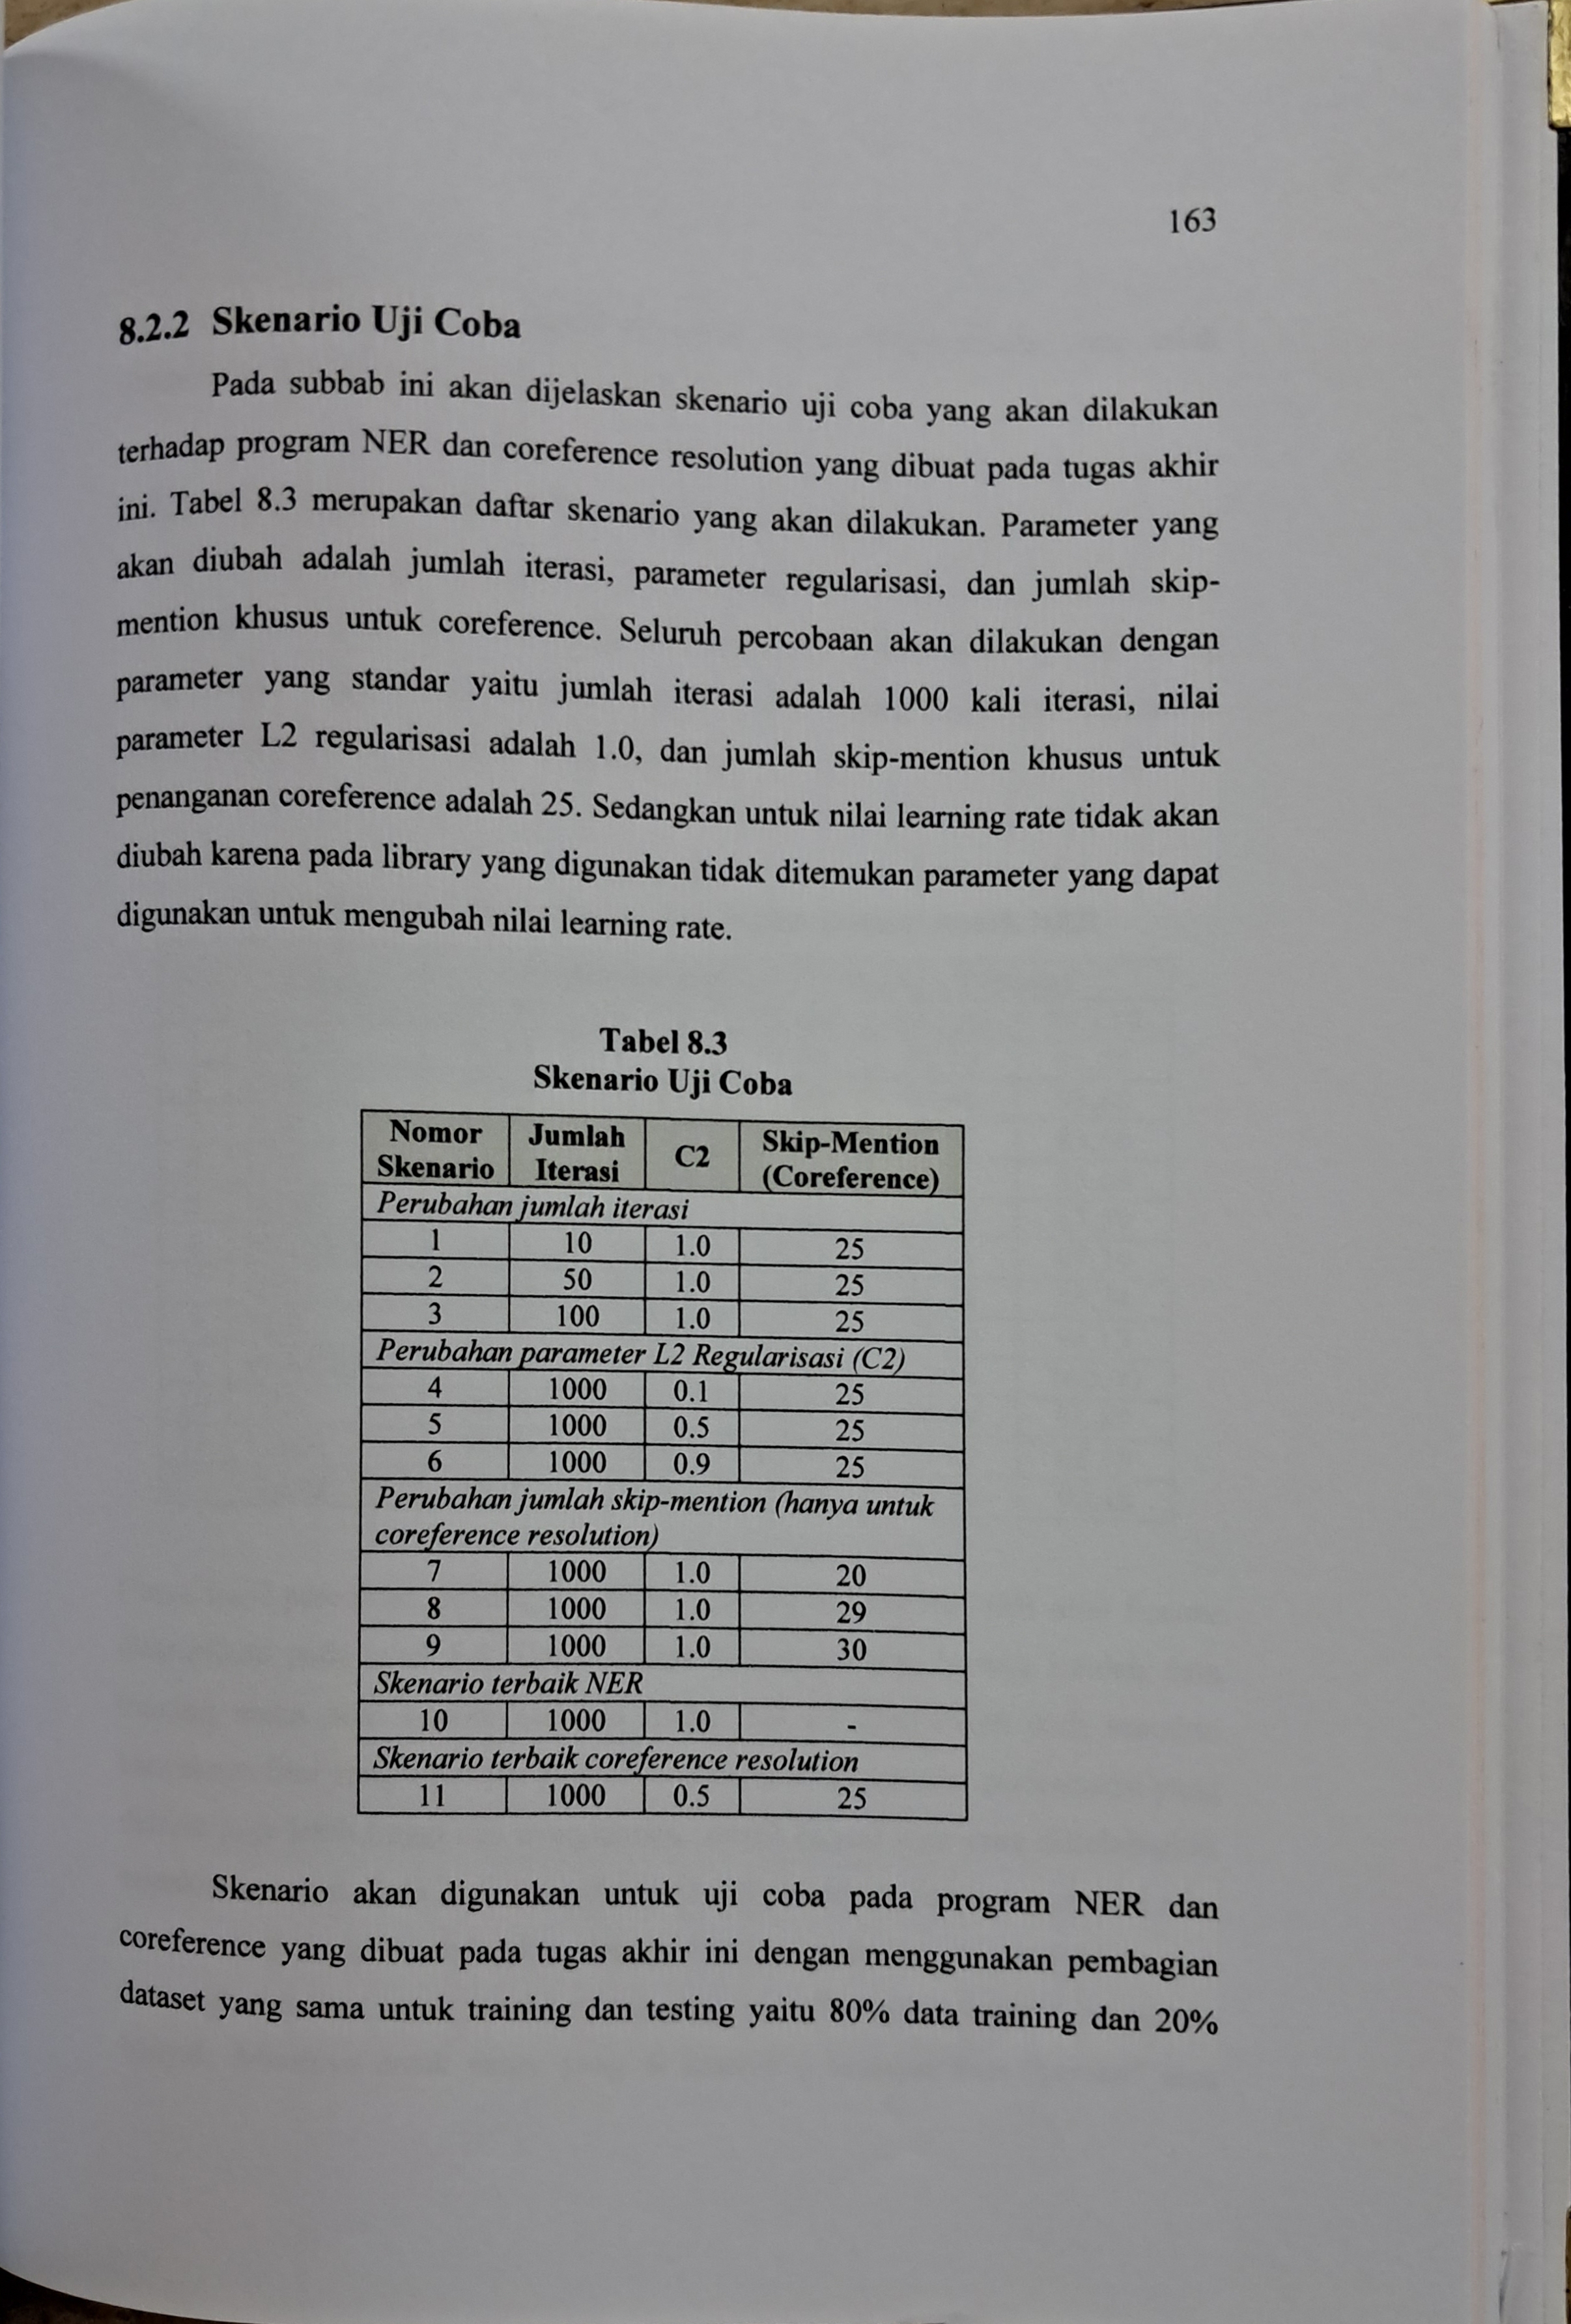 163
8.2.2 Skenario Uji Coba
Pada subbab ini akan dijelaskan skenario uji coba yang akan dilakukan
terhadap program NER dan coreference resolution yang dibuat pada tugas akhir
ini. Tabel 8.3 merupakan daftar skenario yang akan dilakukan. Parameter yang
akan diubah adalah jumlah iterasi, parameter regularisasi, dan jumlah skip-
mention khusus untuk coreference. Seluruh percobaan akan dilakukan dengan
parameter yang standar yaitu jumlah iterasi adalah 1000 kali iterasi, nilai
parameter L2 regularisasi adalah 1.0, dan jumlah skip-mention khusus untuk
penanganan coreference adalah 25. Sedangkan untuk nilai learning rate tidak akan
diubah karena pada library yang digunakan tidak ditemukan parameter yang dapat
digunakan untuk mengubah nilai learning rate.
Tabel 8.3
Skenario Uji Coba
Nomor Skenario Jumlah Iterasi C2 Skip-Mention (Coreference)
Perubahan jumlah iterasi
1 10 1.0 25
2 50 1.0 25
3 100 1.0 25
Perubahan parameter L2 Regularisasi (C2)
4 1000 0.1 25
5 1000 0.5 25
6 1000 0.9 25
Perubahan jumlah skip-mention (hanya untuk
coreference resolution)
7 1000 1.0 20
8 1000 1.0 29
9 1000 1.0 30
Skenario terbaik NER
10 1000 1.0 -
Skenario terbaik coreference resolution
11 1000 0.5 25
Skenario akan digunakan untuk uji coba pada program NER dan
coreference yang dibuat pada tugas akhir ini dengan menggunakan pembagian
dataset yang sama untuk training dan testing yaitu 80% data training dan 20%